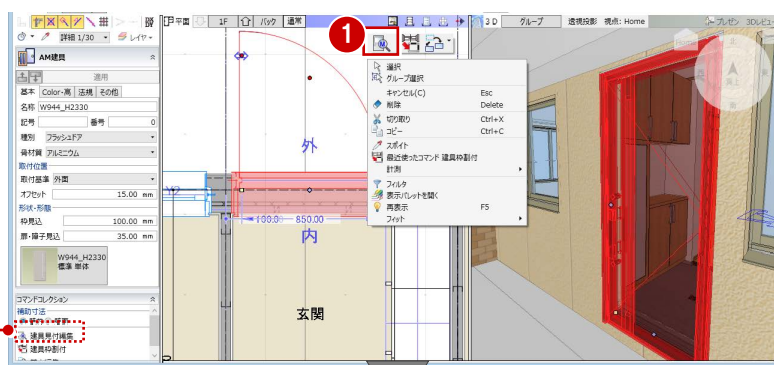 詳細 1/30
レイヤ
平面
1F
バック
通常
3D
グループ
透視投影
視点: Home
プレゼン
3Dレビュー
AM建具
適用
基本
Color・高
法規
その他
名称 W944_H2330
記号
番号 0
種別 フラッシュドア
骨材質 アルミニウム
取付位置
取付基準 外面
オフセット 15.00 mm
形状・形態
枠見込 100.00 mm
扉・障子見込 35.00 mm
W944_H2330
標準 単体
コマンドコレクション
補助寸法
建具見付編集
建具枠割付
外
850.00
内
玄関
1
選択
グループ選択
キャンセル(C) Esc
削除 Delete
切り取り Ctrl+X
コピー Ctrl+C
スポイト
最近使ったコマンド 建具枠割付
計測
フィルタ
表示パレットを開く
再表示 F5
フィット